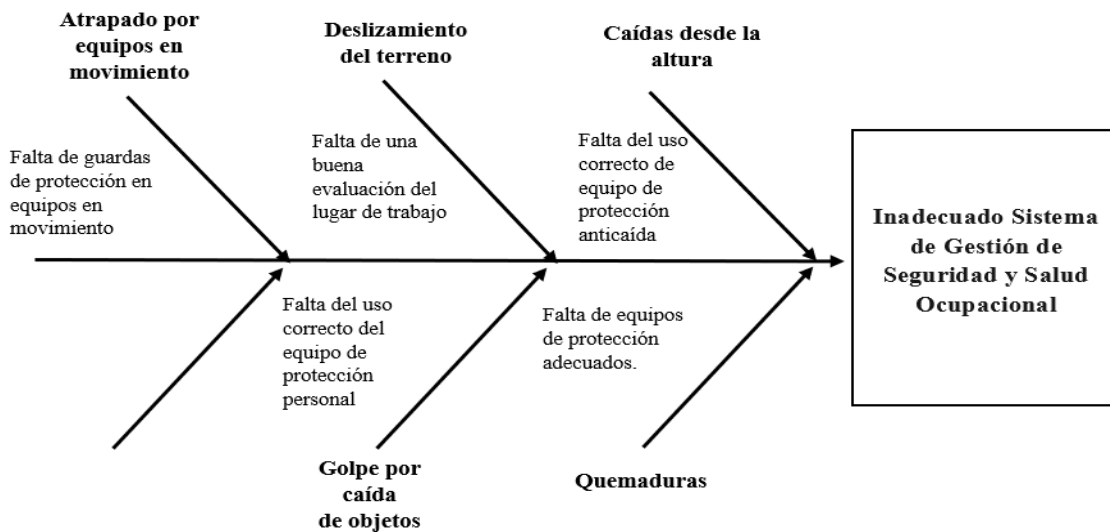 Atrapado por
equipos en
movimiento
Deslizamiento
del terreno
Caídas desde la
altura
Falta de guardas
de protección en
equipos en
movimiento
Falta de una
buena
evaluación del
lugar de trabajo
Falta del uso
correcto de
equipo de
protección
anticaída
Inadecuado Sistema
de Gestión de
Seguridad y Salud
Ocupacional
Falta del uso
correcto del
equipo de
protección
personal
Falta de equipos
de protección
adecuados.
Golpe por
caída
de objetos
Quemaduras